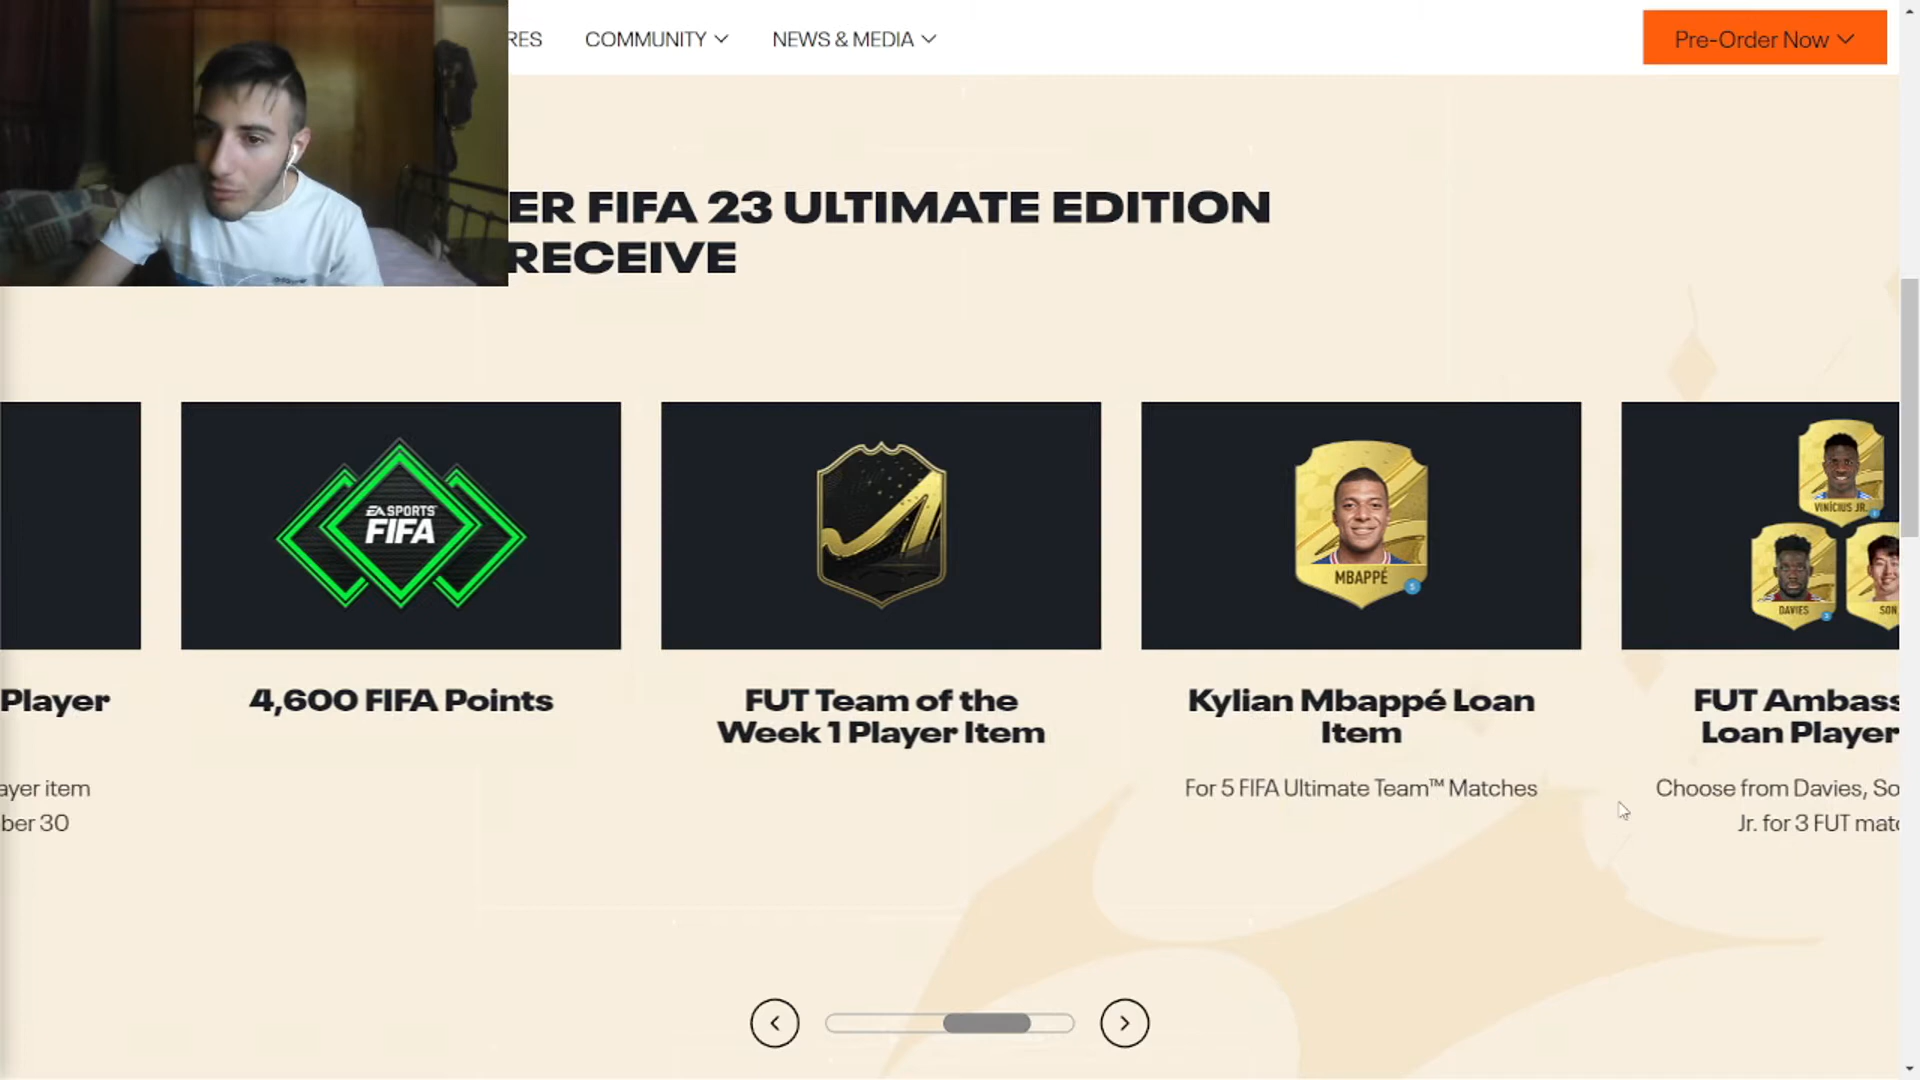 RES
COMMUNITY
NEWS & MEDIA
Pre-Order Now
ER FIFA 23 ULTIMATE EDITION
RECEIVE
EA SPORTS
FIFA
MBAPPÉ
5
VINÍCIUS JR.
DAVIES
SON
Player
4,600 FIFA Points
FUT Team of the
Week 1 Player Item
Kylian Mbappé Loan
Item
FUT Ambass
Loan Player
ayer item
ber 30
For 5 FIFA Ultimate Team™ Matches
Choose from Davies, So
Jr. for 3 FUT matc